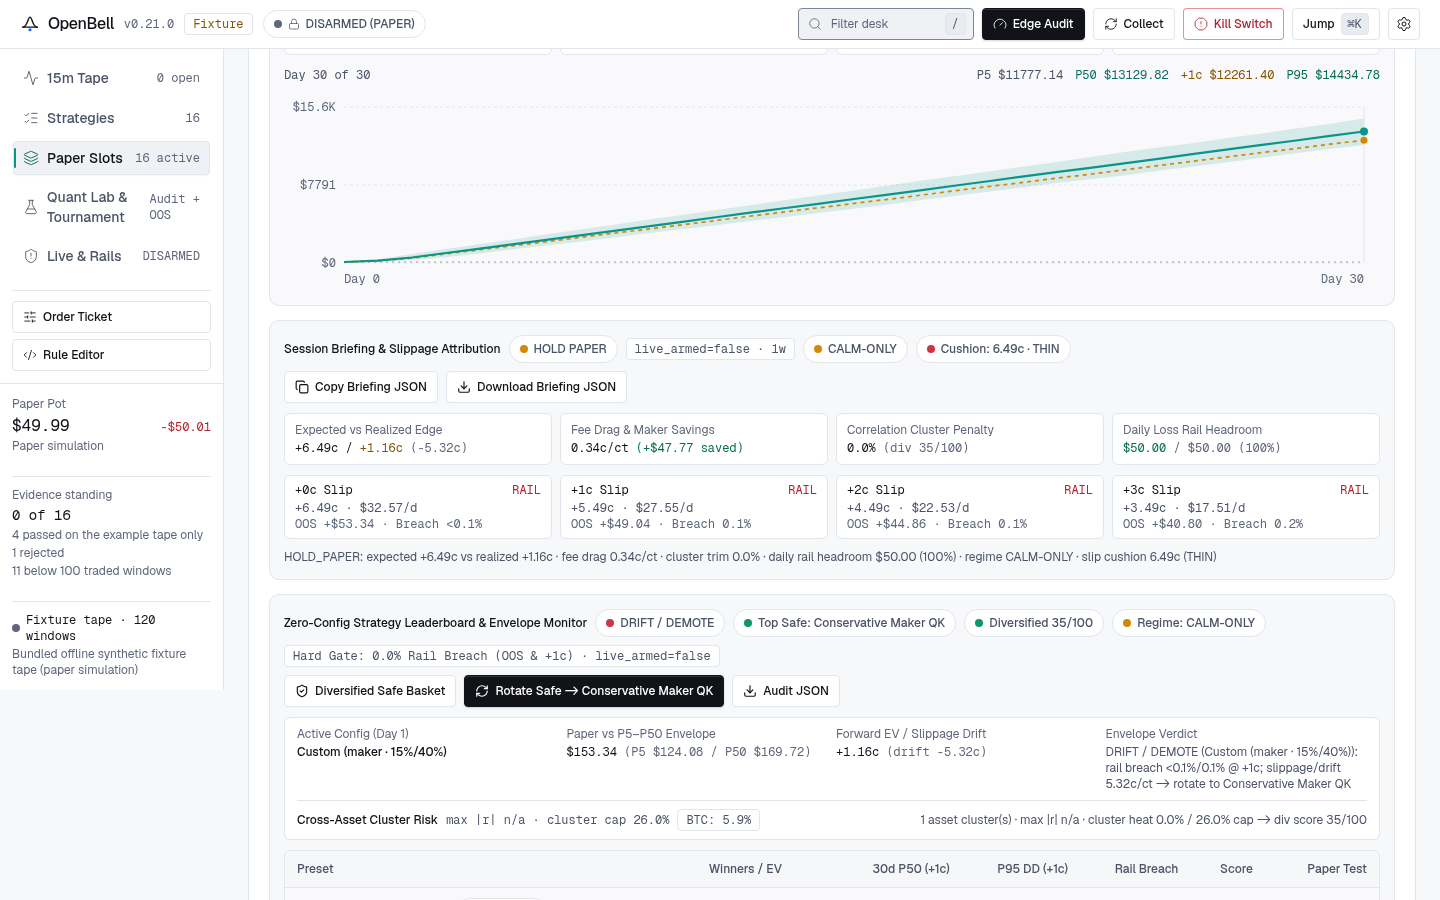 OpenBell v0.21.0 Fixture DISARMED (PAPER) Filter desk / Edge Audit Collect Kill Switch Jump ⌘K
15m Tape 0 open
Strategies 16
Paper Slots 16 active
Quant Lab & Tournament Audit + OOS
Live & Rails DISARMED
Order Ticket
Rule Editor
Paper Pot
$49.99 -$50.01
Paper simulation
Evidence standing
0 of 16
4 passed on the example tape only
1 rejected
11 below 100 traded windows
Fixture tape · 120
windows
Bundled offline synthetic fixture
tape (paper simulation)
Day 30 of 30 P5 $11777.14 P50 $13129.82 +1c $12261.40 P95 $14434.78
$15.6K
$7791
$0
Day 0 Day 30
Session Briefing & Slippage Attribution HOLD PAPER live_armed=false · 1w CALM-ONLY Cushion: 6.49c · THIN
Copy Briefing JSON Download Briefing JSON
Expected vs Realized Edge
+6.49c / +1.16c (-5.32c)
Fee Drag & Maker Savings
0.34c/ct (+$47.77 saved)
Correlation Cluster Penalty
0.0% (div 35/100)
Daily Loss Rail Headroom
$50.00 / $50.00 (100%)
+0c Slip RAIL
+6.49c · $32.57/d
OOS +$53.34 · Breach <0.1%
+1c Slip RAIL
+5.49c · $27.55/d
OOS +$49.04 · Breach 0.1%
+2c Slip RAIL
+4.49c · $22.53/d
OOS +$44.86 · Breach 0.1%
+3c Slip RAIL
+3.49c · $17.51/d
OOS +$40.80 · Breach 0.2%
HOLD_PAPER: expected +6.49c vs realized +1.16c · fee drag 0.34c/ct · cluster trim 0.0% · daily rail headroom $50.00 (100%) · regime CALM-ONLY · slip cushion 6.49c (THIN)
Zero-Config Strategy Leaderboard & Envelope Monitor DRIFT / DEMOTE Top Safe: Conservative Maker QK Diversified 35/100 Regime: CALM-ONLY
Hard Gate: 0.0% Rail Breach (OOS & +1c) · live_armed=false
Diversified Safe Basket Rotate Safe -> Conservative Maker QK Audit JSON
Active Config (Day 1)
Custom (maker · 15%/40%)
Paper vs P5–P50 Envelope
$153.34 (P5 $124.08 / P50 $169.72)
Forward EV / Slippage Drift
+1.16c (drift -5.32c)
Envelope Verdict
DRIFT / DEMOTE (Custom (maker · 15%/40%)):
rail breach <0.1%/0.1% @ +1c; slippage/drift
5.32c/ct -> rotate to Conservative Maker QK
Cross-Asset Cluster Risk max |r| n/a · cluster cap 26.0% BTC: 5.9% 1 asset cluster(s) · max |r| n/a · cluster heat 0.0% / 26.0% cap -> div score 35/100
Preset Winners / EV 30d P50 (+1c) P95 DD (+1c) Rail Breach Score Paper Test